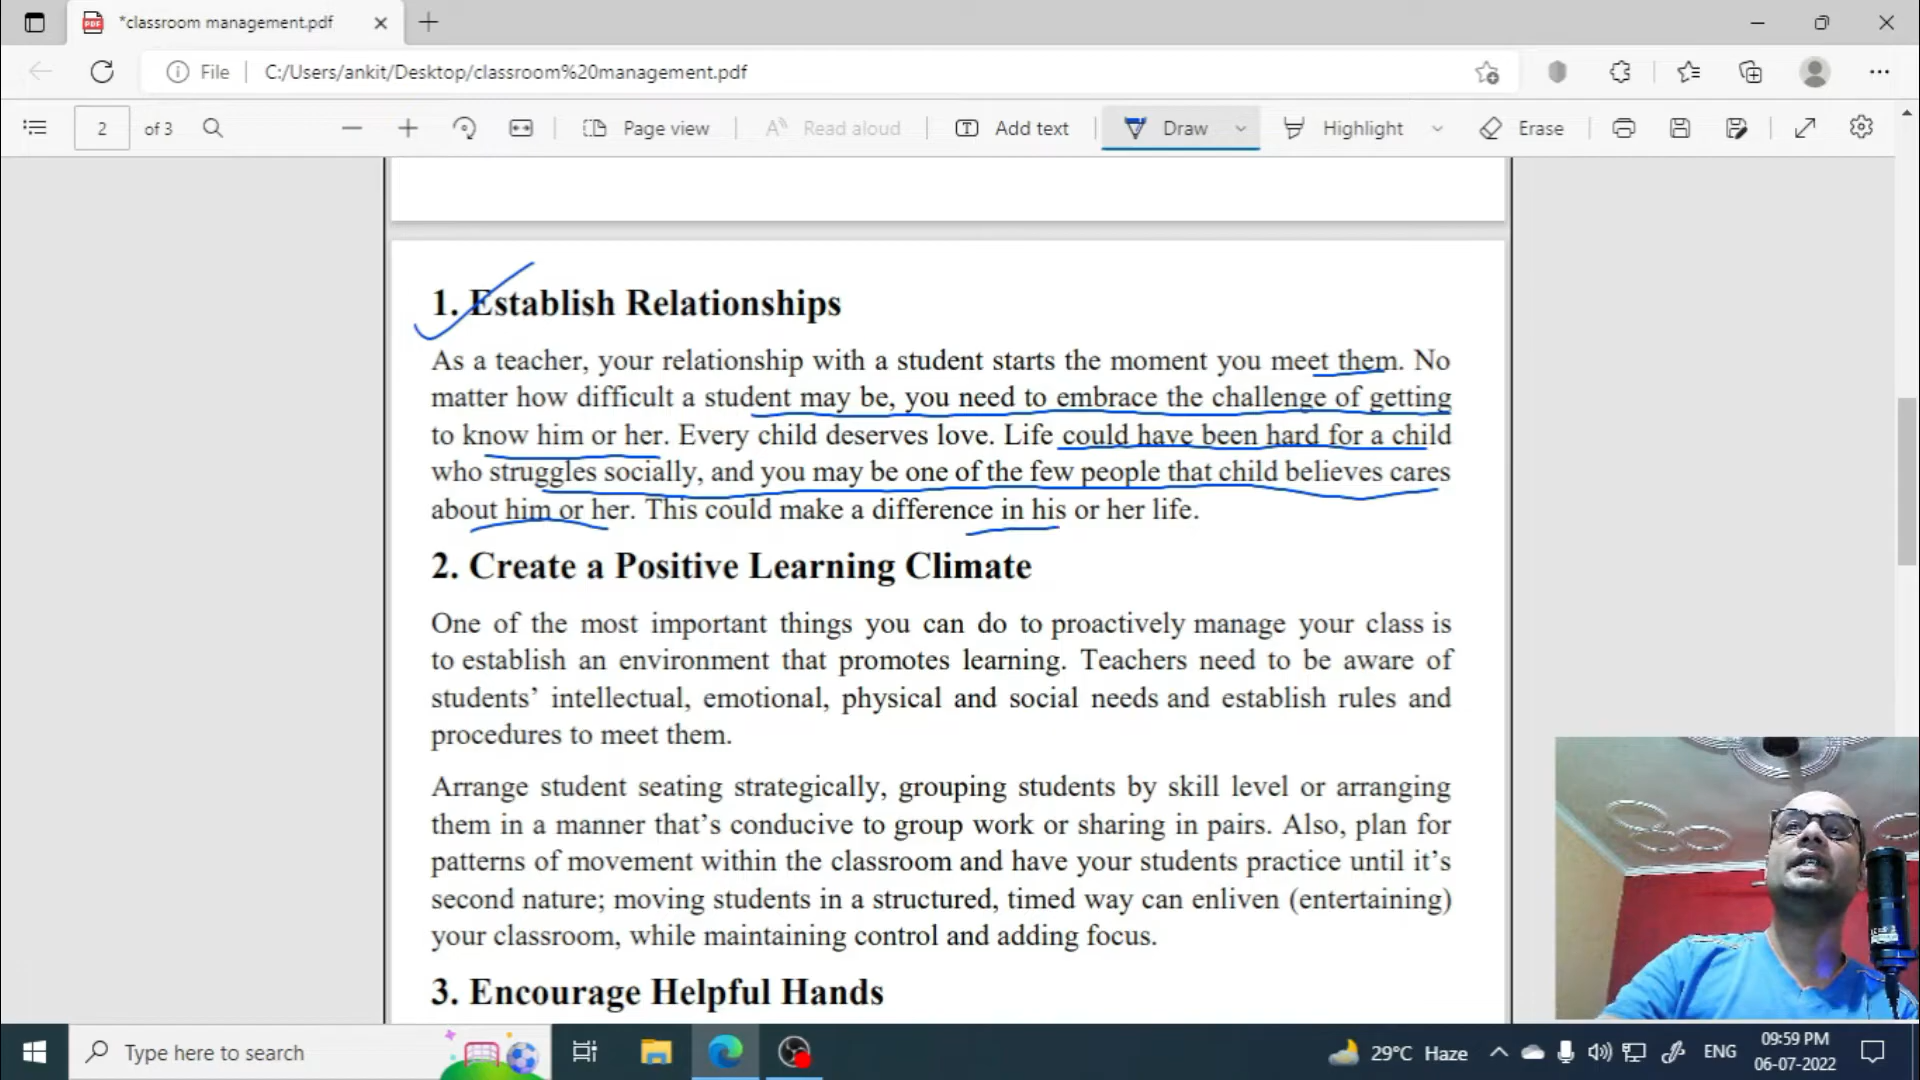 *classroom management.pdf
File
C:/Users/ankit/Desktop/classroom%20management.pdf
2 of 3
Page view
Read aloud
Add text
Draw
Highlight
Erase
1. Establish Relationships
As a teacher, your relationship with a student starts the moment you meet them. No
matter how difficult a student may be, you need to embrace the challenge of getting
to know him or her. Every child deserves love. Life could have been hard for a child
who struggles socially, and you may be one of the few people that child believes cares
about him or her. This could make a difference in his or her life.
2. Create a Positive Learning Climate
One of the most important things you can do to proactively manage your class is
to establish an environment that promotes learning. Teachers need to be aware of
students’ intellectual, emotional, physical and social needs and establish rules and
procedures to meet them.
Arrange student seating strategically, grouping students by skill level or arranging
them in a manner that’s conducive to group work or sharing in pairs. Also, plan for
patterns of movement within the classroom and have your students practice until it’s
second nature; moving students in a structured, timed way can enliven (entertaining)
your classroom, while maintaining control and adding focus.
3. Encourage Helpful Hands
Type here to search
29°C Haze
ENG
09:59 PM
06-07-2022